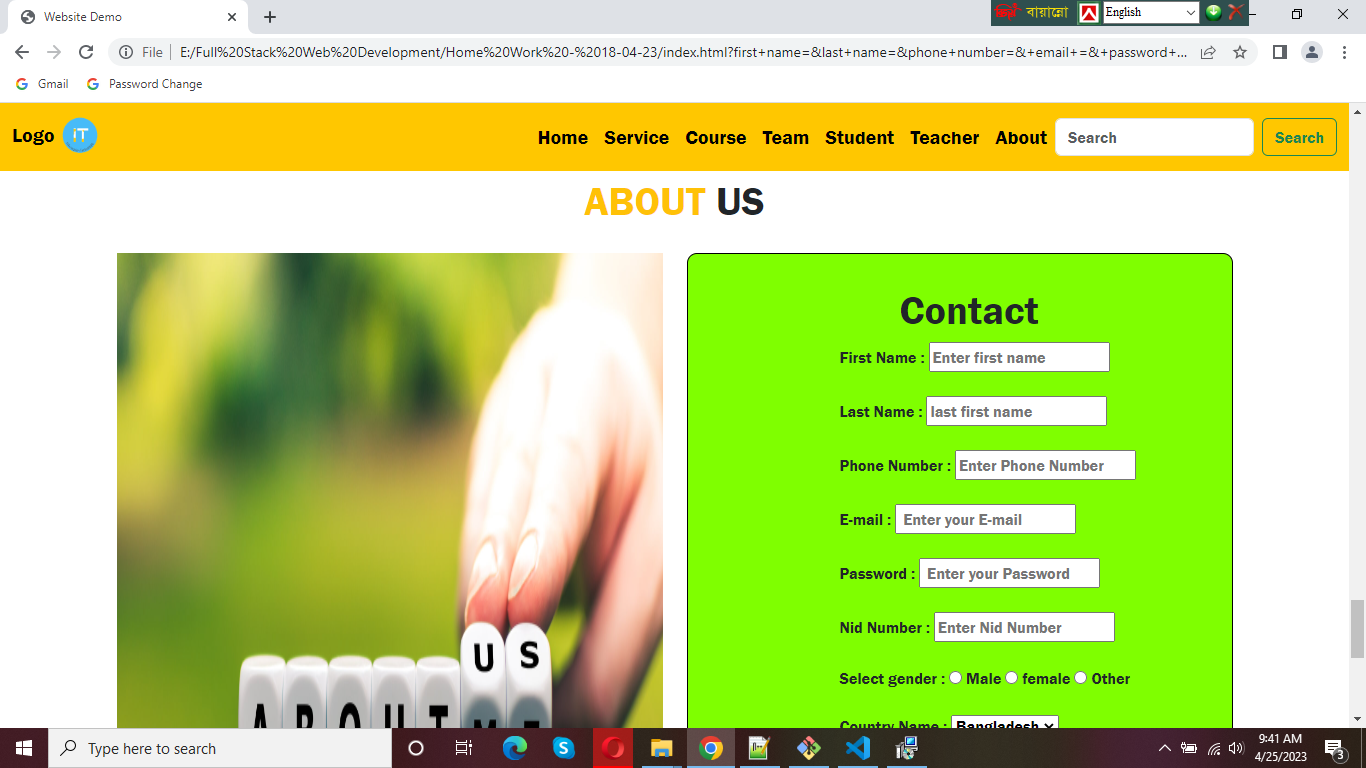 Website Demo
বায়ান্নো English
File E:/Full%20Stack%20Web%20Development/Home%20Work%20-%2018-04-23/index.html?first+name=&last+name=&phone+number=&+email+=&+password+...
Gmail Password Change
Logo iT Home Service Course Team Student Teacher About Search Search
ABOUT US
Contact
First Name : Enter first name
Last Name : last first name
Phone Number : Enter Phone Number
E-mail : Enter your E-mail
Password : Enter your Password
Nid Number : Enter Nid Number
Select gender : Male female Other
Country Name : Bangladesh
US
ABOUT ME
Type here to search
9:41 AM
4/25/2023
3